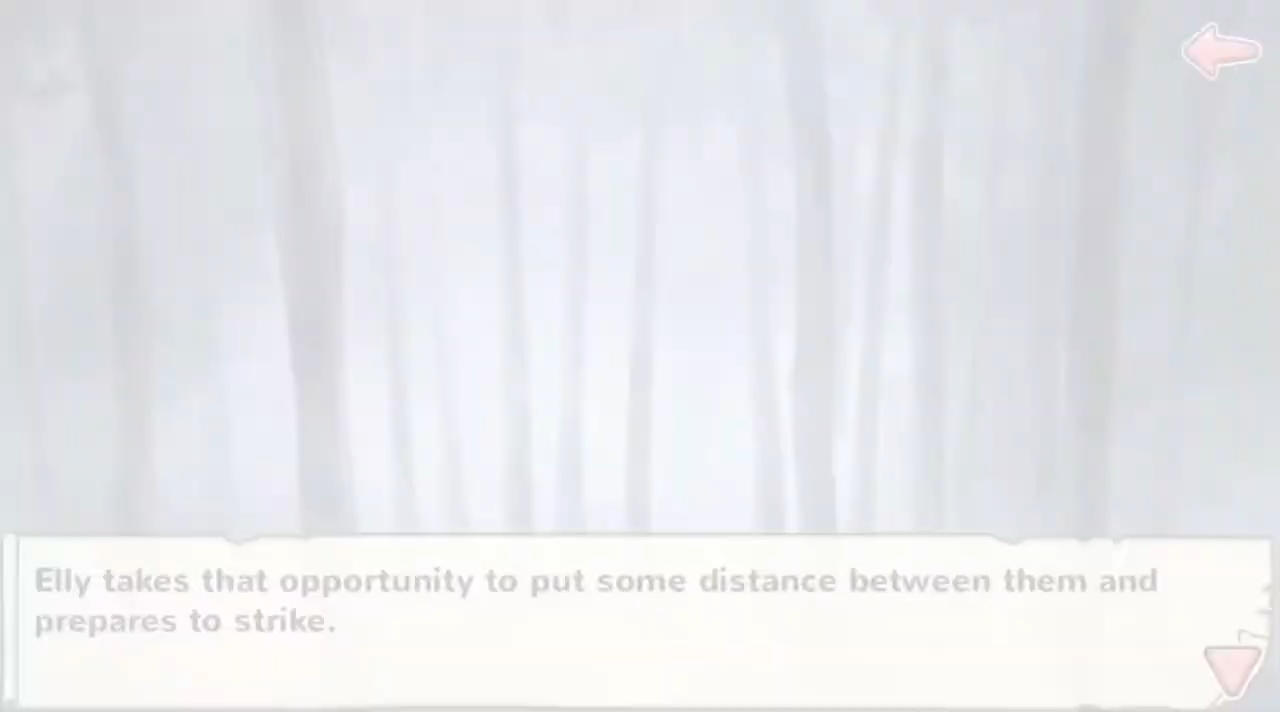 Elly takes that opportunity to put some distance between them and
prepares to strike.